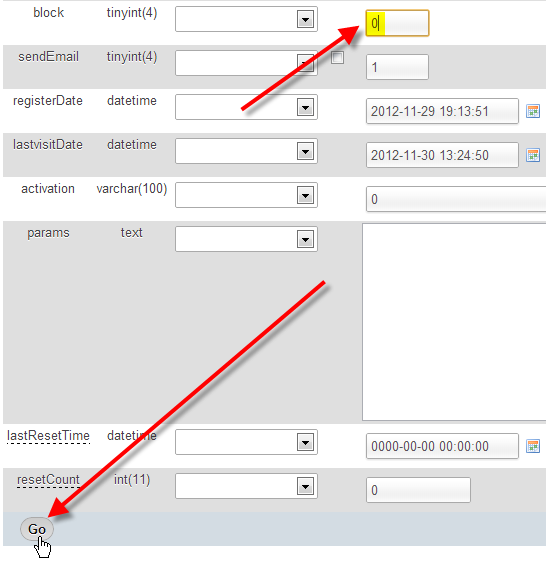 block tinyint(4) 0
sendEmail tinyint(4) 1
registerDate datetime 2012-11-29 19:13:51
lastvisitDate datetime 2012-11-30 13:24:50
activation varchar(100) 0
params text
lastResetTime datetime 0000-00-00 00:00:00
resetCount int(11) 0
Go